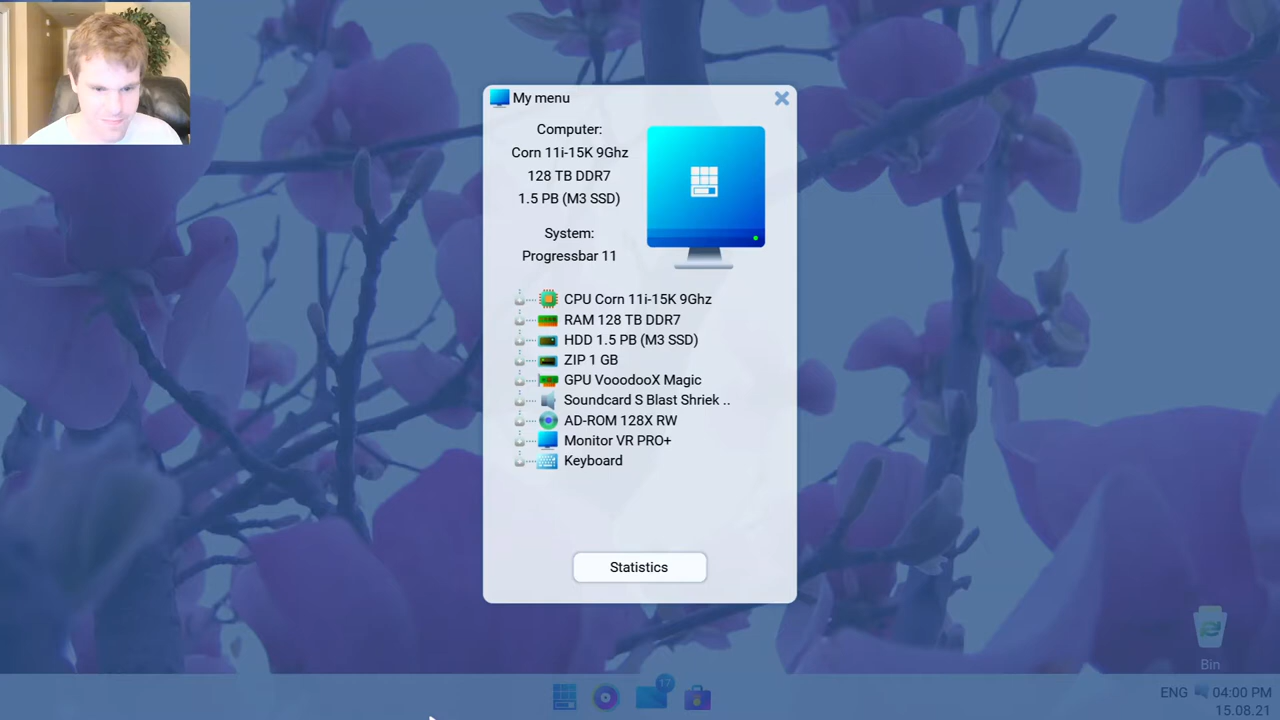 My menu
Computer:
Corn 11i-15K 9Ghz
128 TB DDR7
1.5 PB (M3 SSD)
System:
Progressbar 11
CPU Corn 11i-15K 9Ghz
RAM 128 TB DDR7
HDD 1.5 PB (M3 SSD)
ZIP 1 GB
GPU VooodooX Magic
Soundcard S Blast Shriek ..
AD-ROM 128X RW
Monitor VR PRO+
Keyboard
Statistics
Bin
17
ENG 04:00 PM
15.08.21